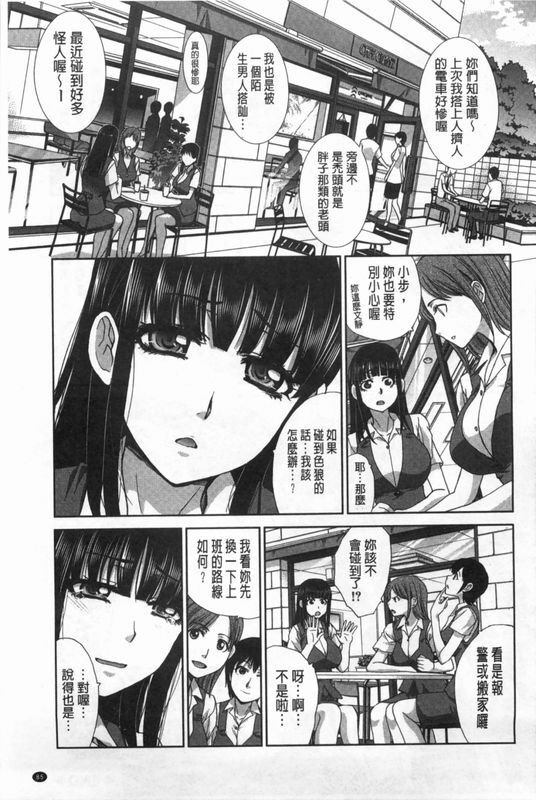 妳們知道嗎～
上次我搭上人擠人
的電車好慘喔
旁邊不
是禿頭就是
胖子那類的老頭
我也是被
一個陌
生男人搭訕…
真的很慘耶
最近碰到好多
怪人喔～！
小步，
妳也要特
別小心喔
妳這麼文靜
耶…那麼
如果
碰到色狼的
話…我該
怎麼辦…？
妳該不
會碰到了!?
看是報
警或搬家囉
呀…啊…
不是啦…
我看妳先
換一下上
班的路線
如何？
…對喔…
說得也是…
85